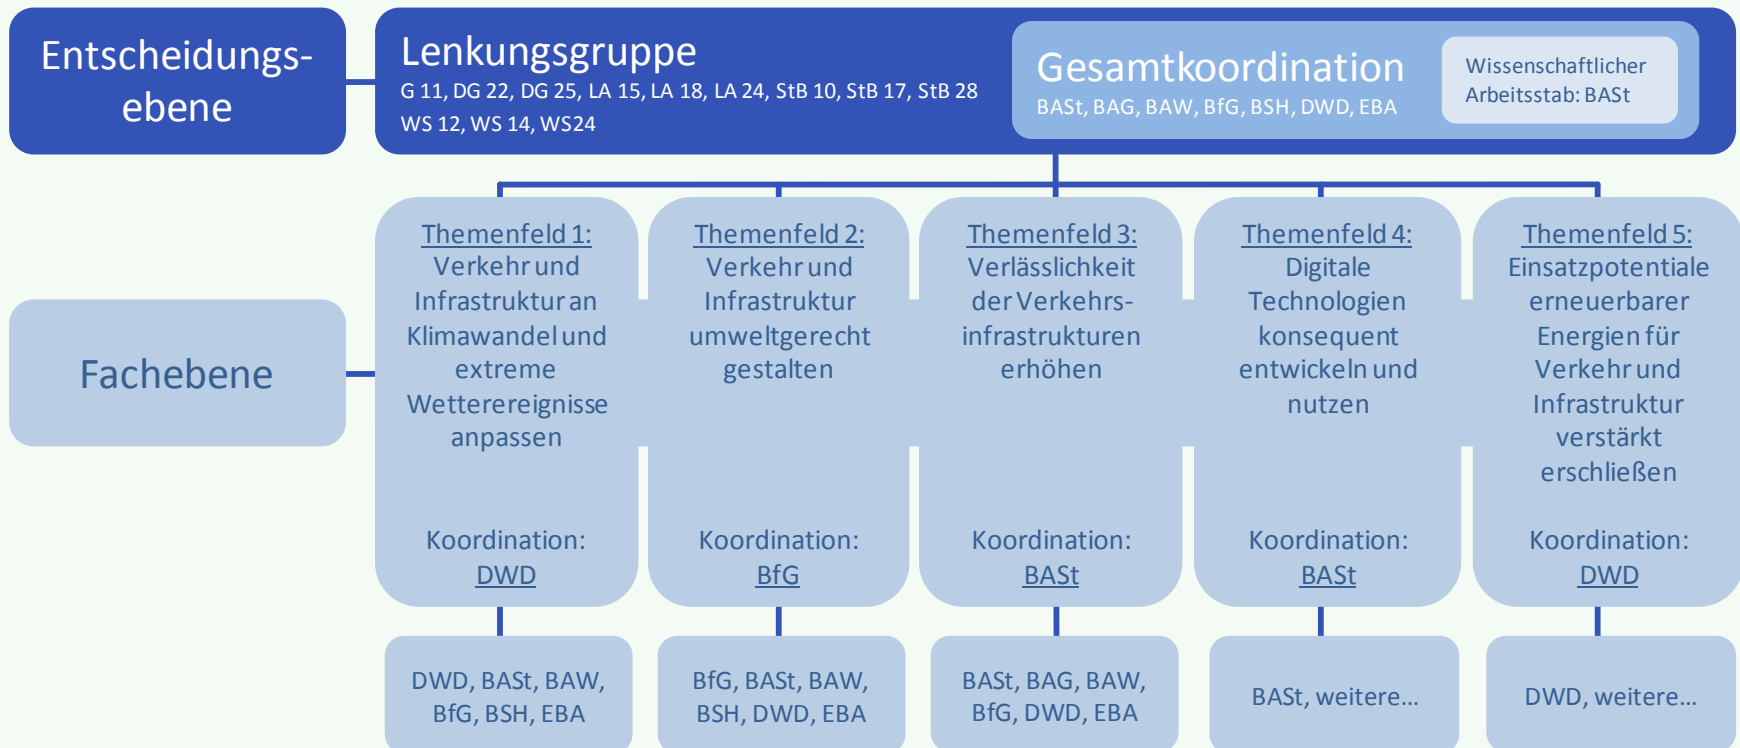 Entscheidungs-
ebene
Lenkungsgruppe
G 11, DG 22, DG 25, LA 15, LA 18, LA 24, StB 10, StB 17, StB 28
WS 12, WS 14, WS24
Gesamtkoordination
BASt, BAG, BAW, BfG, BSH, DWD, EBA
Wissenschaftlicher
Arbeitsstab: BASt
Fachebene
Themenfeld 1:
Verkehr und
Infrastruktur an
Klimawandel und
extreme
Wetterereignisse
anpassen
Koordination:
DWD
DWD, BASt, BAW,
BfG, BSH, EBA
Themenfeld 2:
Verkehr und
Infrastruktur
umweltgerecht
gestalten
Koordination:
BfG
BfG, BASt, BAW,
BSH, DWD, EBA
Themenfeld 3:
Verlässlichkeit
der Verkehrs-
infrastrukturen
erhöhen
Koordination:
BASt
BASt, BAG, BAW,
BfG, DWD, EBA
Themenfeld 4:
Digitale
Technologien
konsequent
entwickeln und
nutzen
Koordination:
BASt
BASt, weitere...
Themenfeld 5:
Einsatzpotentiale
erneuerbarer
Energien für
Verkehr und
Infrastruktur
verstärkt
erschließen
Koordination:
DWD
DWD, weitere...